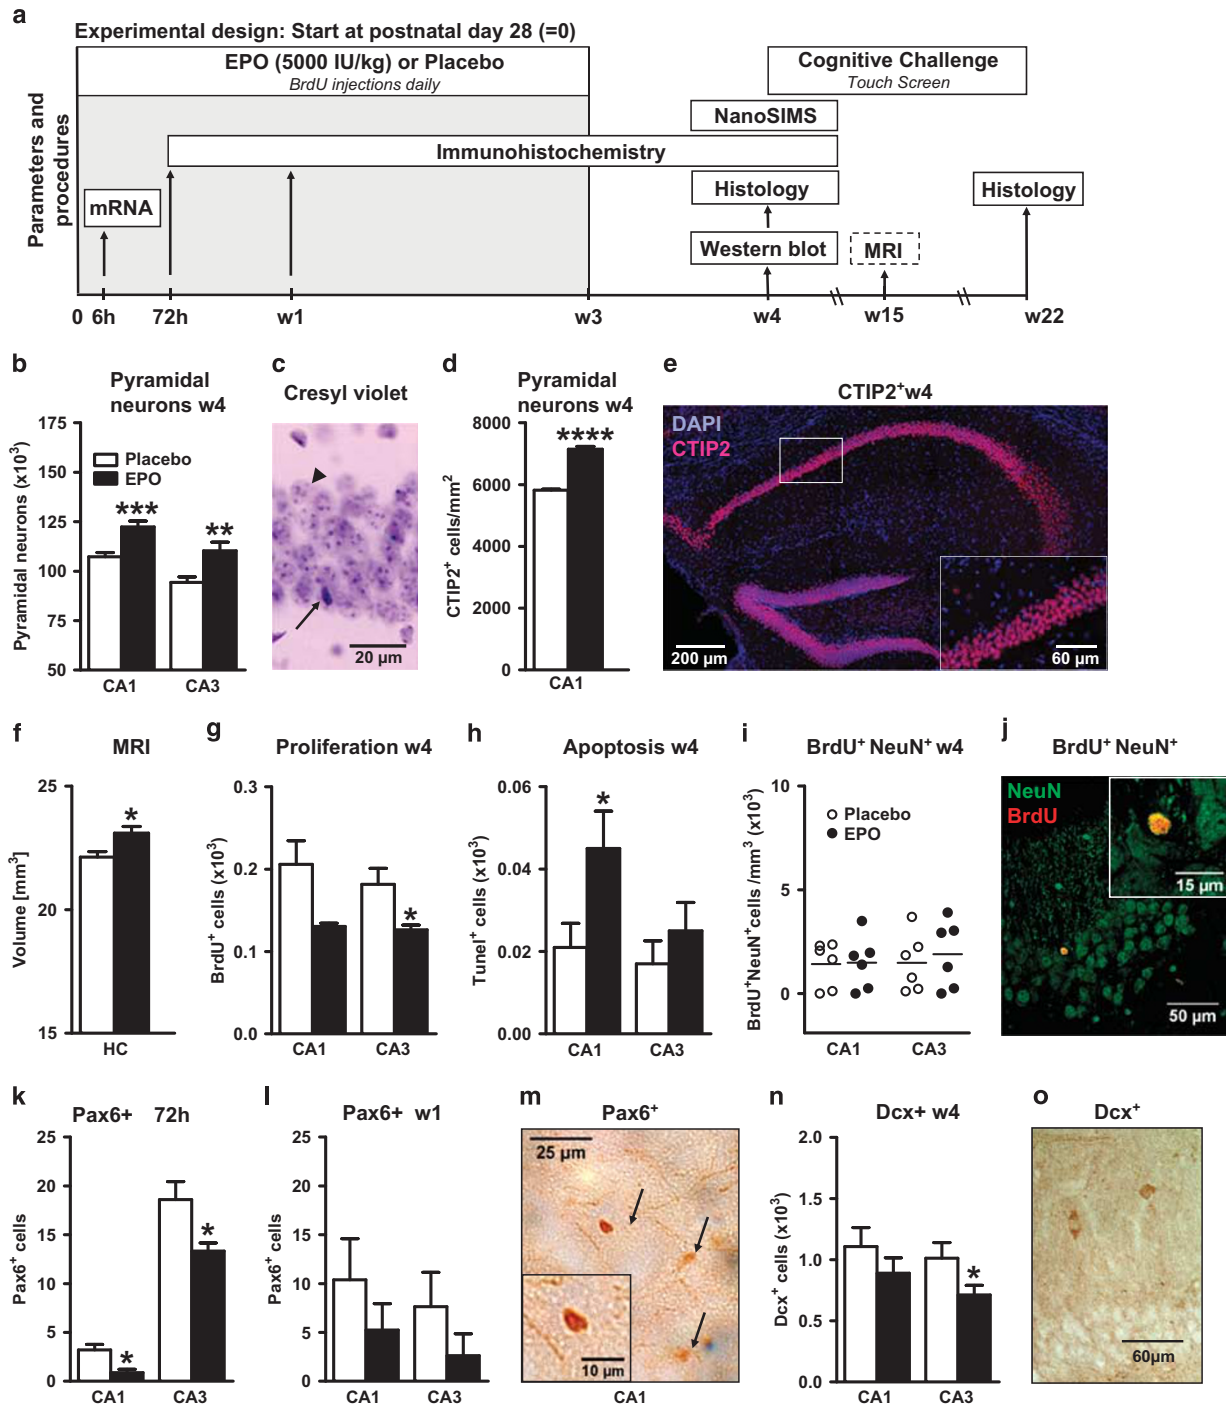 a
Experimental design: Start at postnatal day 28 (=0)
EPO (5000 IU/kg) or Placebo
BrdU injections daily
Cognitive Challenge
Touch Screen
NanoSIMS
Immunohistochemistry
Parameters and
procedures
mRNA
Histology
Histology
Western blot
MRI
0 6h 72h w1 w3 w4 w15 w22
b
Pyramidal
neurons w4
Pyramidal neurons (x10³)
175
150
125
100
75
50
Placebo
EPO
***
**
CA1 CA3
c
Cresyl violet
20 µm
d
Pyramidal
neurons w4
CTIP2⁺ cells/mm²
8000
6000
4000
2000
0
****
CA1
e
CTIP2⁺w4
DAPI
CTIP2
200 µm
60 µm
f
MRI
Volume [mm³]
25
20
15
*
HC
g
Proliferation w4
BrdU⁺ cells (x10³)
0.3
0.2
0.1
0.0
*
CA1 CA3
h
Apoptosis w4
Tunel⁺ cells (x10³)
0.06
0.04
0.02
0.00
*
CA1 CA3
i
BrdU⁺ NeuN⁺ w4
BrdU⁺NeuN⁺cells /mm³ (x10³)
10
5
0
Placebo
EPO
CA1 CA3
j
BrdU⁺ NeuN⁺
NeuN
BrdU
15 µm
50 µm
k
Pax6+ 72h
Pax6⁺ cells
25
20
15
10
5
0
*
*
CA1 CA3
l
Pax6+ w1
Pax6⁺ cells
25
20
15
10
5
0
CA1 CA3
m
Pax6⁺
25 µm
10 µm
CA1
n
Dcx+ w4
Dcx⁺ cells (x10³)
2.0
1.5
1.0
0.5
0.0
*
CA1 CA3
o
Dcx⁺
60µm